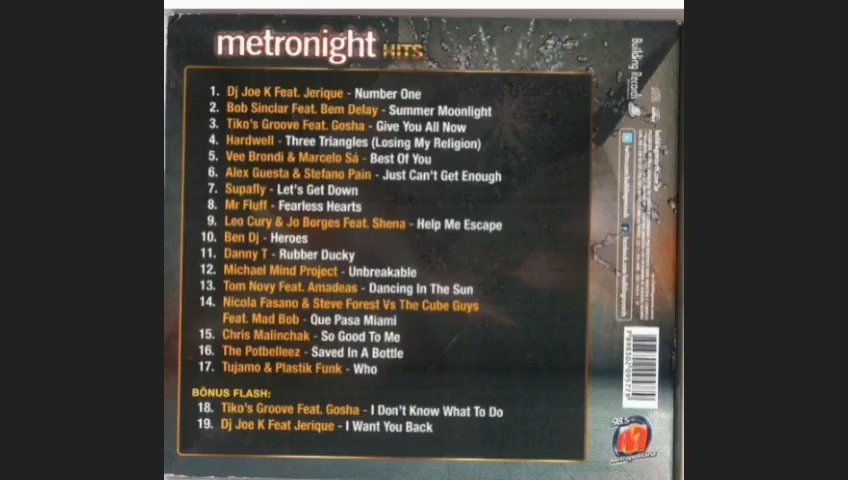 metronight HITS
1. Dj Joe K Feat. Jerique - Number One
2. Bob Sinclar Feat. Bem Delay - Summer Moonlight
3. Tiko's Groove Feat. Gosha - Give You All Now
4. Hardwell - Three Triangles (Losing My Religion)
5. Vee Brondi & Marcelo Sá - Best Of You
6. Alex Guesta & Stefano Pain - Just Can't Get Enough
7. Supafly - Let's Get Down
8. Mr Fluff - Fearless Hearts
9. Leo Cury & Jo Borges Feat. Shena - Help Me Escape
10. Ben Dj - Heroes
11. Danny T - Rubber Ducky
12. Michael Mind Project - Unbreakable
13. Tom Novy Feat. Amadeas - Dancing In The Sun
14. Nicola Fasano & Steve Forest Vs The Cube Guys
Feat. Mad Bob - Que Pasa Miami
15. Chris Malinchak - So Good To Me
16. The Potbelleez - Saved In A Bottle
17. Tujamo & Plastik Funk - Who
BÔNUS FLASH:
18. Tiko's Groove Feat. Gosha - I Don't Know What To Do
19. Dj Joe K Feat Jerique - I Want You Back
Building Records
98.5
Metropolitana